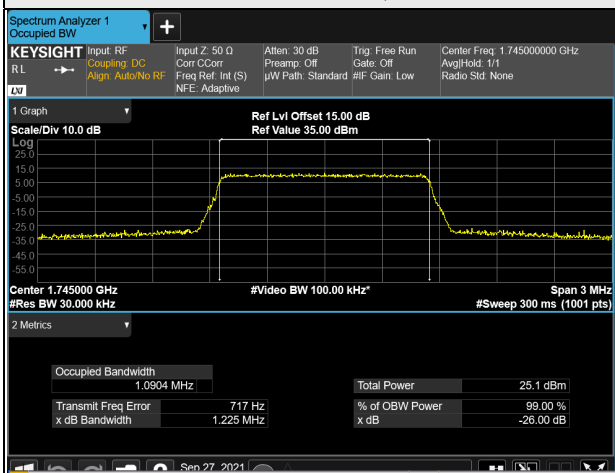 Spectrum Analyzer 1
Occupied BW
+
KEYSIGHT
Input: RF
Coupling: DC
Align: Auto/No RF
Input Z: 50 Ω
Corr CCorr
Freq Ref: Int (S)
NFE: Adaptive
Atten: 30 dB
Preamp: Off
µW Path: Standard
Trig: Free Run
Gate: Off
#IF Gain: Low
Center Freq: 1.745000000 GHz
Avg|Hold: 1/1
Radio Std: None
R L
LXI
1 Graph
Scale/Div 10.0 dB
Ref Lvl Offset 15.00 dB
Ref Value 35.00 dBm
Log
25.0
15.0
5.00
-5.00
-15.0
-25.0
-35.0
-45.0
-55.0
Center 1.745000 GHz
#Video BW 100.00 kHz*
Span 3 MHz
#Res BW 30.000 kHz
#Sweep 300 ms (1001 pts)
2 Metrics
Occupied Bandwidth
1.0904 MHz
Total Power 25.1 dBm
Transmit Freq Error 717 Hz
% of OBW Power 99.00 %
x dB Bandwidth 1.225 MHz
x dB -26.00 dB
Sep 27, 2021